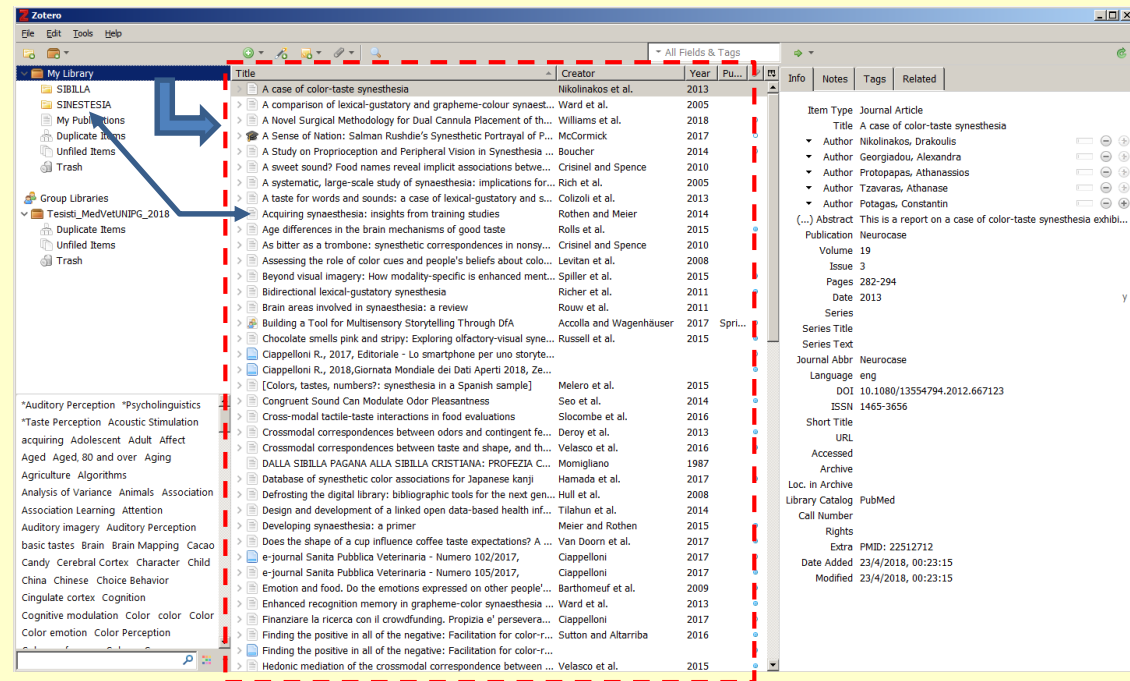 Zotero
File Edit Tools Help
All Fields & Tags
My Library
SIBILLA
SINESTESIA
My Publications
Duplicate Items
Unfiled Items
Trash
Group Libraries
Tesisti_MedVetUNIPG_2018
Duplicate Items
Unfiled Items
Trash
*Auditory Perception *Psycholinguistics
*Taste Perception Acoustic Stimulation
acquiring Adolescent Adult Affect
Aged Aged, 80 and over Aging
Agriculture Algorithms
Analysis of Variance Animals Association
Association Learning Attention
Auditory imagery Auditory Perception
basic tastes Brain Brain Mapping Cacao
Candy Cerebral Cortex Character Child
China Chinese Choice Behavior
Cingulate cortex Cognition
Cognitive modulation Color color Color
Color emotion Color Perception
Title Creator Year Pu...
A case of color-taste synesthesia Nikolinakos et al. 2013
A comparison of lexical-gustatory and grapheme-colour synaest... Ward et al. 2005
A Novel Surgical Methodology for Dual Cannula Placement of th... Williams et al. 2018
A Sense of Nation: Salman Rushdie's Synesthetic Portrayal of P... McCormick 2017
A Study on Proprioception and Peripheral Vision in Synesthesia ... Boucher 2014
A sweet sound? Food names reveal implicit associations betwe... Crisinel and Spence 2010
A systematic, large-scale study of synaesthesia: implications for... Rich et al. 2005
A taste for words and sounds: a case of lexical-gustatory and s... Colizoli et al. 2013
Acquiring synaesthesia: insights from training studies Rothen and Meier 2014
Age differences in the brain mechanisms of good taste Rolls et al. 2015
As bitter as a trombone: synesthetic correspondences in nonsy... Crisinel and Spence 2010
Assessing the role of color cues and people's beliefs about colo... Levitan et al. 2008
Beyond visual imagery: How modality-specific is enhanced ment... Spiller et al. 2015
Bidirectional lexical-gustatory synesthesia Richer et al. 2011
Brain areas involved in synaesthesia: a review Rouw et al. 2011
Building a Tool for Multisensory Storytelling Through DfA Accolla and Wagenhäuser 2017 Spri...
Chocolate smells pink and stripy: Exploring olfactory-visual syne... Russell et al. 2015
Ciappelloni R., 2017, Editoriale - Lo smartphone per uno storyte...
Ciappelloni R., 2018,Giornata Mondiale dei Dati Aperti 2018, Ze...
[Colors, tastes, numbers?: synesthesia in a Spanish sample] Melero et al. 2015
Congruent Sound Can Modulate Odor Pleasantness Seo et al. 2014
Cross-modal tactile-taste interactions in food evaluations Slocombe et al. 2016
Crossmodal correspondences between odors and contingent fe... Deroy et al. 2013
Crossmodal correspondences between taste and shape, and th... Velasco et al. 2016
DALLA SIBILLA PAGANA ALLA SIBILLA CRISTIANA: PROFEZIA C... Momigliano 1987
Database of synesthetic color associations for Japanese kanji Hamada et al. 2017
Defrosting the digital library: bibliographic tools for the next gen... Hull et al. 2008
Design and development of a linked open data-based health inf... Tilahun et al. 2014
Developing synaesthesia: a primer Meier and Rothen 2015
Does the shape of a cup influence coffee taste expectations? A ... Van Doorn et al. 2017
e-journal Sanita Pubblica Veterinaria - Numero 102/2017, Ciappelloni 2017
e-journal Sanita Pubblica Veterinaria - Numero 105/2017, Ciappelloni 2017
Emotion and food. Do the emotions expressed on other people'... Barthomeuf et al. 2009
Enhanced recognition memory in grapheme-color synaesthesia ... Ward et al. 2013
Finanziare la ricerca con il crowdfunding. Propizia e' persevera... Ciappelloni 2017
Finding the positive in all of the negative: Facilitation for color-r... Sutton and Altarriba 2016
Finding the positive in all of the negative: Facilitation for color-r...
Hedonic mediation of the crossmodal correspondence between ... Velasco et al. 2015
Info Notes Tags Related
Item Type Journal Article
Title A case of color-taste synesthesia
Author Nikolinakos, Drakoulis
Author Georgiadou, Alexandra
Author Protopapas, Athanassios
Author Tzavaras, Athanase
Author Potagas, Constantin
(...) Abstract This is a report on a case of color-taste synesthesia exhibi...
Publication Neurocase
Volume 19
Issue 3
Pages 282-294
Date 2013 y
Series
Series Title
Series Text
Journal Abbr Neurocase
Language eng
DOI 10.1080/13554794.2012.667123
ISSN 1465-3656
Short Title
URL
Accessed
Archive
Loc. in Archive
Library Catalog PubMed
Call Number
Rights
Extra PMID: 22512712
Date Added 23/4/2018, 00:23:15
Modified 23/4/2018, 00:23:15